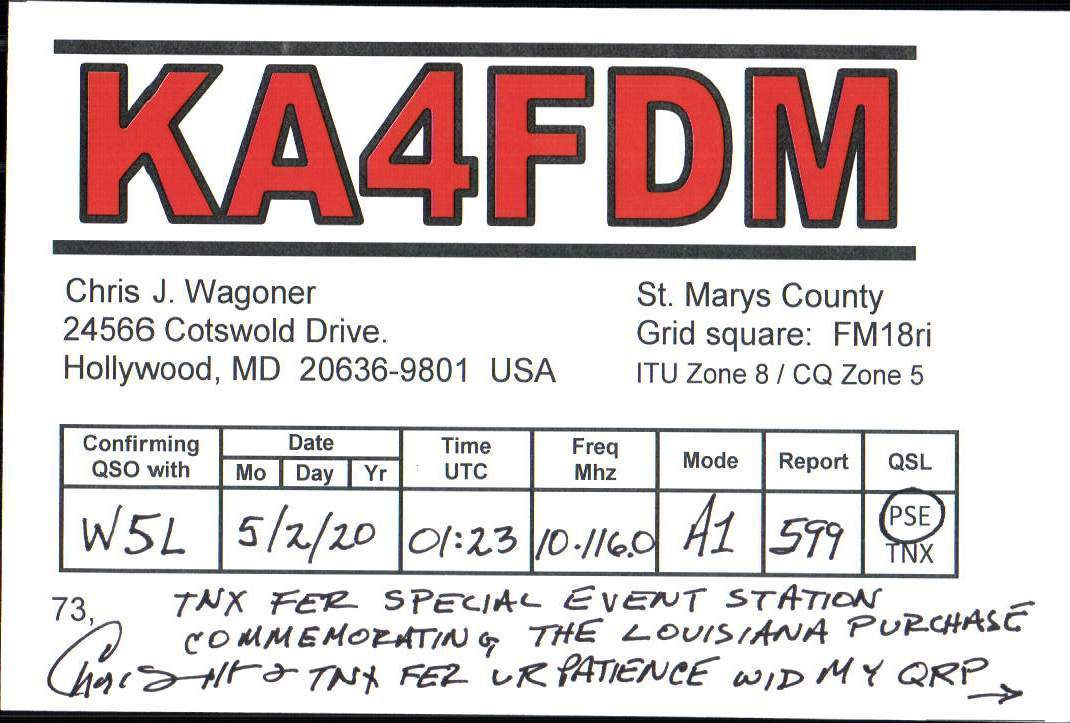 KA4FDM
Chris J. Wagoner
24566 Cotswold Drive.
Hollywood, MD 20636-9801 USA
St. Marys County
Grid square: FM18ri
ITU Zone 8 / CQ Zone 5
Confirming QSO with Date Mo Day Yr Time UTC Freq Mhz Mode Report QSL
W5L 5/2/20 01:23 10.116.0 A1 599 PSE TNX
73, TNX FER SPECIAL EVENT STATION
COMMEMORATING THE LOUISIANA PURCHASE
Chris TNX FER UR PATIENCE WID MY QRP →